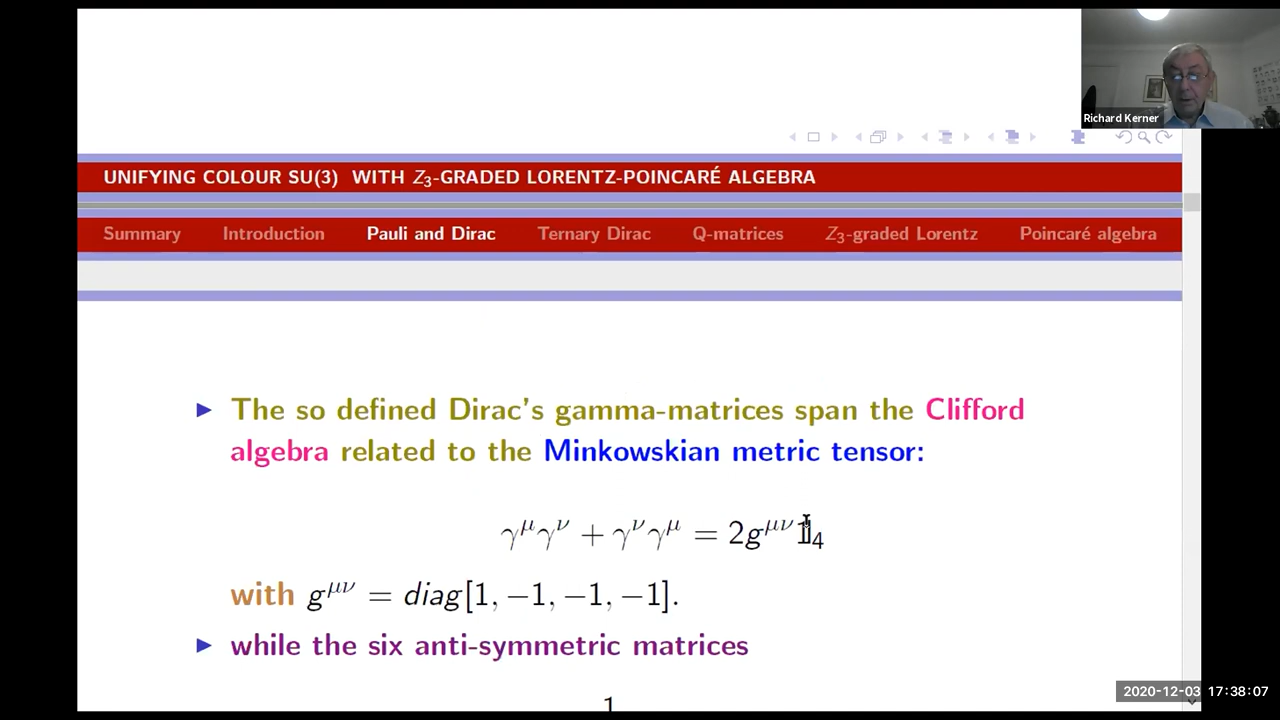 Richard Kerner
UNIFYING COLOUR SU(3) WITH Z₃-GRADED LORENTZ-POINCARÉ ALGEBRA
Summary Introduction Pauli and Dirac Ternary Dirac Q-matrices Z₃-graded Lorentz Poincaré algebra
▶ The so defined Dirac's gamma-matrices span the Clifford
algebra related to the Minkowskian metric tensor:
γ^μ γ^ν + γ^ν γ^μ = 2g^{μν} 𝟙₄
with g^{μν} = diag[1, −1, −1, −1].
▶ while the six anti-symmetric matrices
1
2020-12-03 17:38:07